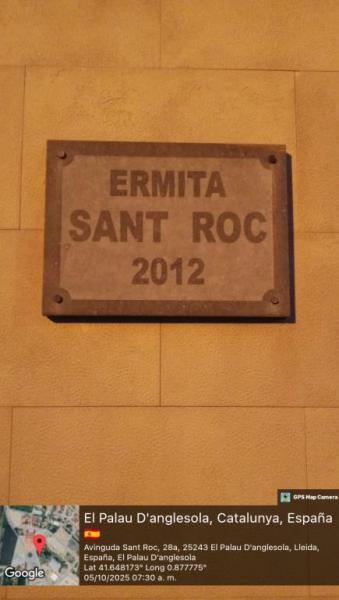 ERMITA
SANT ROC
2012
GPS Map Camera
El Palau D'anglesola, Catalunya, España
Avinguda Sant Roc, 28a, 25243 El Palau D'anglesola, Lleida,
España, El Palau D'anglesola
Lat 41.648173° Long 0.877775°
05/10/2025 07:30 a. m.
Google